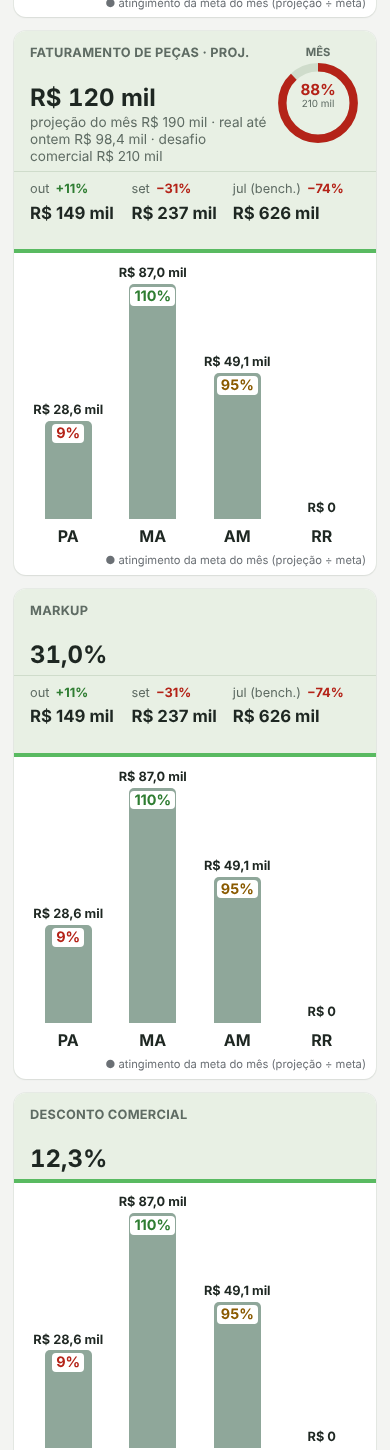 ● atingimento da meta do mês (projeção ÷ meta)
FATURAMENTO DE PEÇAS · PROJ.
MÊS
88%
210 mil
R$ 120 mil
projeção do mês R$ 190 mil · real até
ontem R$ 98,4 mil · desafio
comercial R$ 210 mil
out +11% set −31% jul (bench.) −74%
R$ 149 mil R$ 237 mil R$ 626 mil
R$ 87,0 mil
110%
R$ 49,1 mil
95%
R$ 28,6 mil
9%
R$ 0
PA MA AM RR
● atingimento da meta do mês (projeção ÷ meta)
MARKUP
31,0%
out +11% set −31% jul (bench.) −74%
R$ 149 mil R$ 237 mil R$ 626 mil
R$ 87,0 mil
110%
R$ 49,1 mil
95%
R$ 28,6 mil
9%
R$ 0
PA MA AM RR
● atingimento da meta do mês (projeção ÷ meta)
DESCONTO COMERCIAL
12,3%
R$ 87,0 mil
110%
R$ 49,1 mil
95%
R$ 28,6 mil
9%
R$ 0